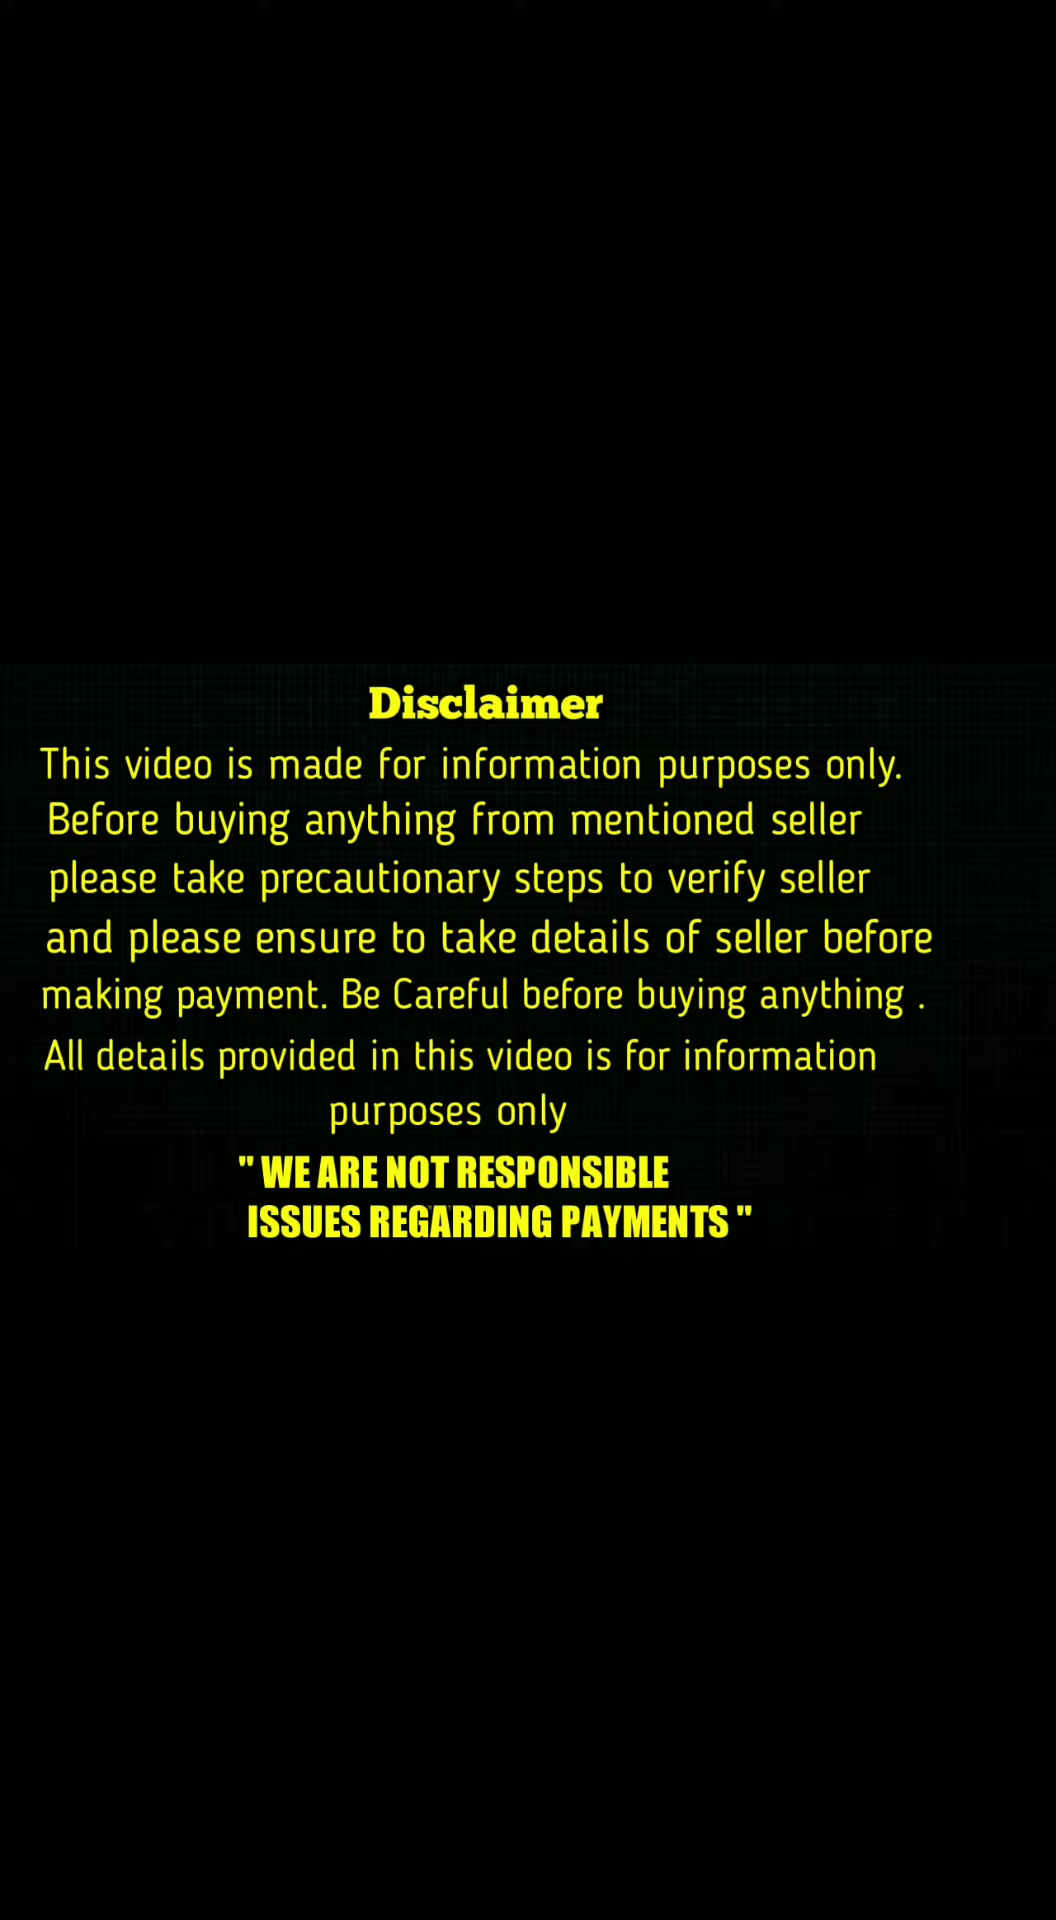 Disclaimer
This video is made for information purposes only.
Before buying anything from mentioned seller
please take precautionary steps to verify seller
and please ensure to take details of seller before
making payment. Be Careful before buying anything .
All details provided in this video is for information
purposes only
" WE ARE NOT RESPONSIBLE
ISSUES REGARDING PAYMENTS "